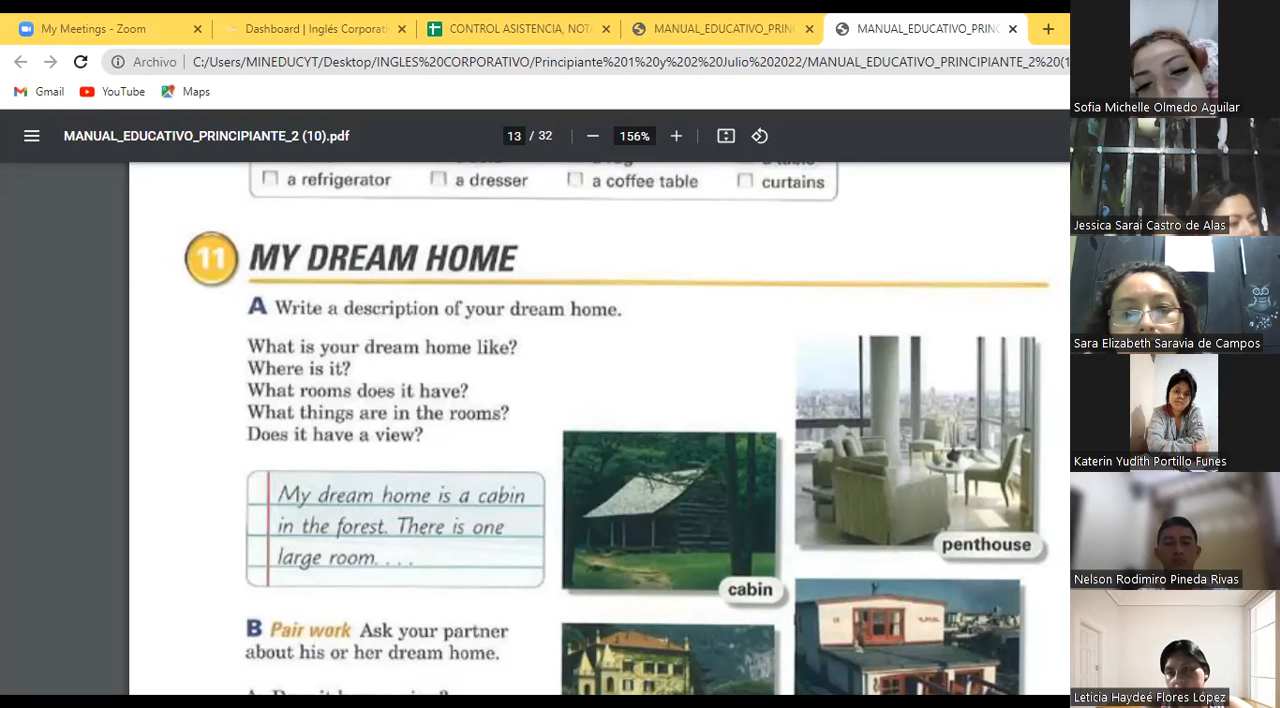 My Meetings - Zoom
Dashboard | Inglés Corporati
CONTROL ASISTENCIA, NOT
MANUAL_EDUCATIVO_PRINC
MANUAL_EDUCATIVO_PRINC
Archivo
C:/Users/MINEDUCYT/Desktop/INGLES%20CORPORATIVO/Principiante%201%20y%202%20Julio%202022/MANUAL_EDUCATIVO_PRINCIPIANTE_2%20(1
Gmail
YouTube
Maps
MANUAL_EDUCATIVO_PRINCIPIANTE_2 (10).pdf
13 / 32
156%
a refrigerator
a dresser
a coffee table
curtains
11 MY DREAM HOME
A Write a description of your dream home.
What is your dream home like?
Where is it?
What rooms does it have?
What things are in the rooms?
Does it have a view?
My dream home is a cabin
in the forest. There is one
large room. . . .
cabin
penthouse
B Pair work Ask your partner
about his or her dream home.
Sofia Michelle Olmedo Aguilar
Jessica Sarai Castro de Alas
Sara Elizabeth Saravia de Campos
Katerin Yudith Portillo Funes
Nelson Rodimiro Pineda Rivas
Leticia Haydeé Flores López